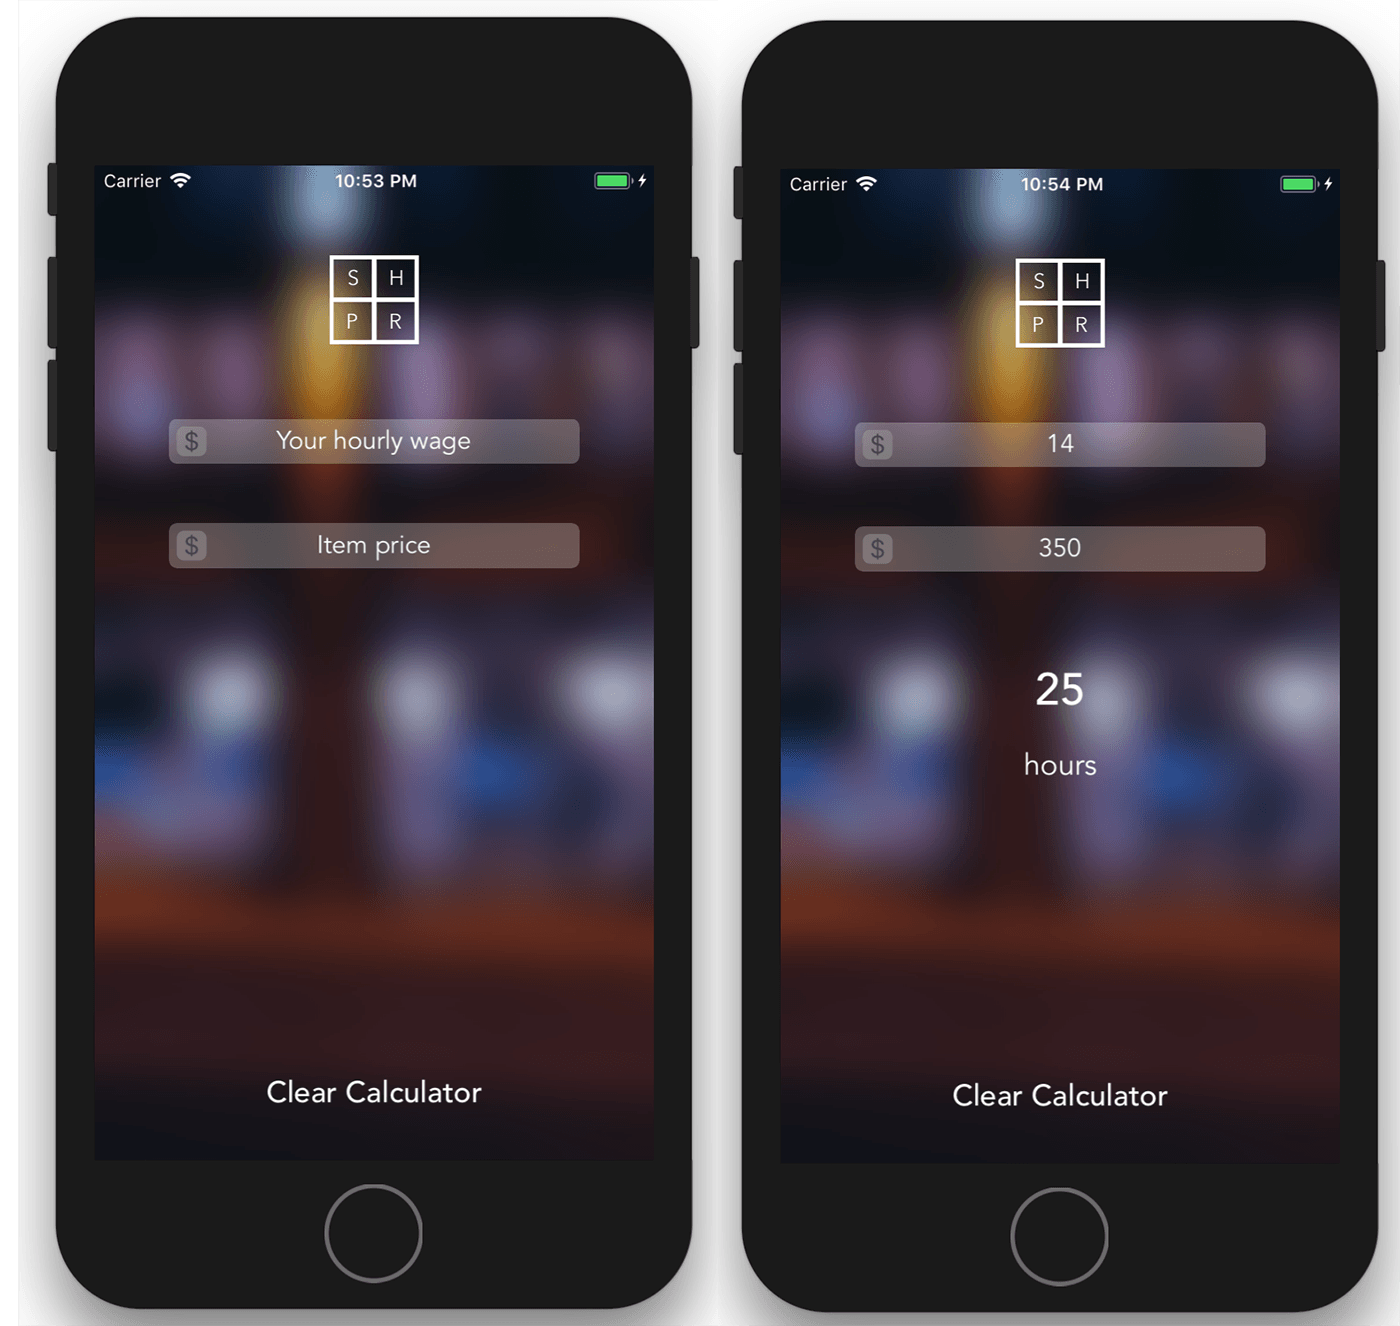 Carrier 10:53 PM
S H
P R
$ Your hourly wage
$ Item price
Clear Calculator
Carrier 10:54 PM
S H
P R
$ 14
$ 350
25
hours
Clear Calculator